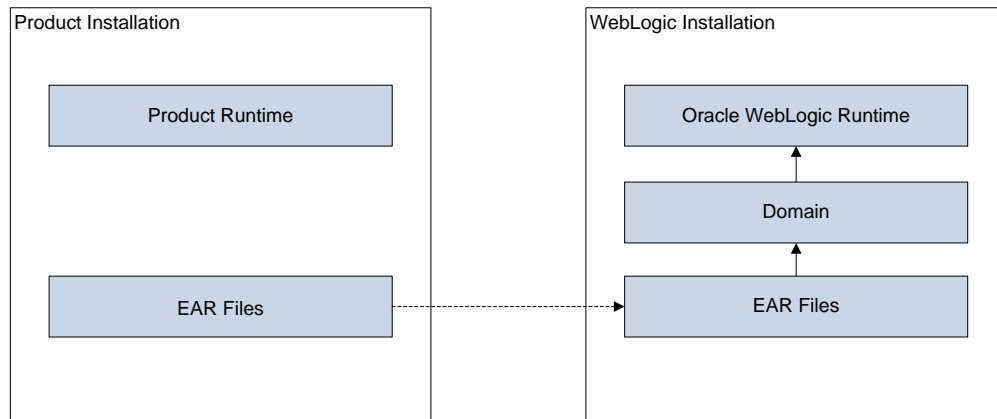 Product Installation
Product Runtime
EAR Files
WebLogic Installation
Oracle WebLogic Runtime
Domain
EAR Files